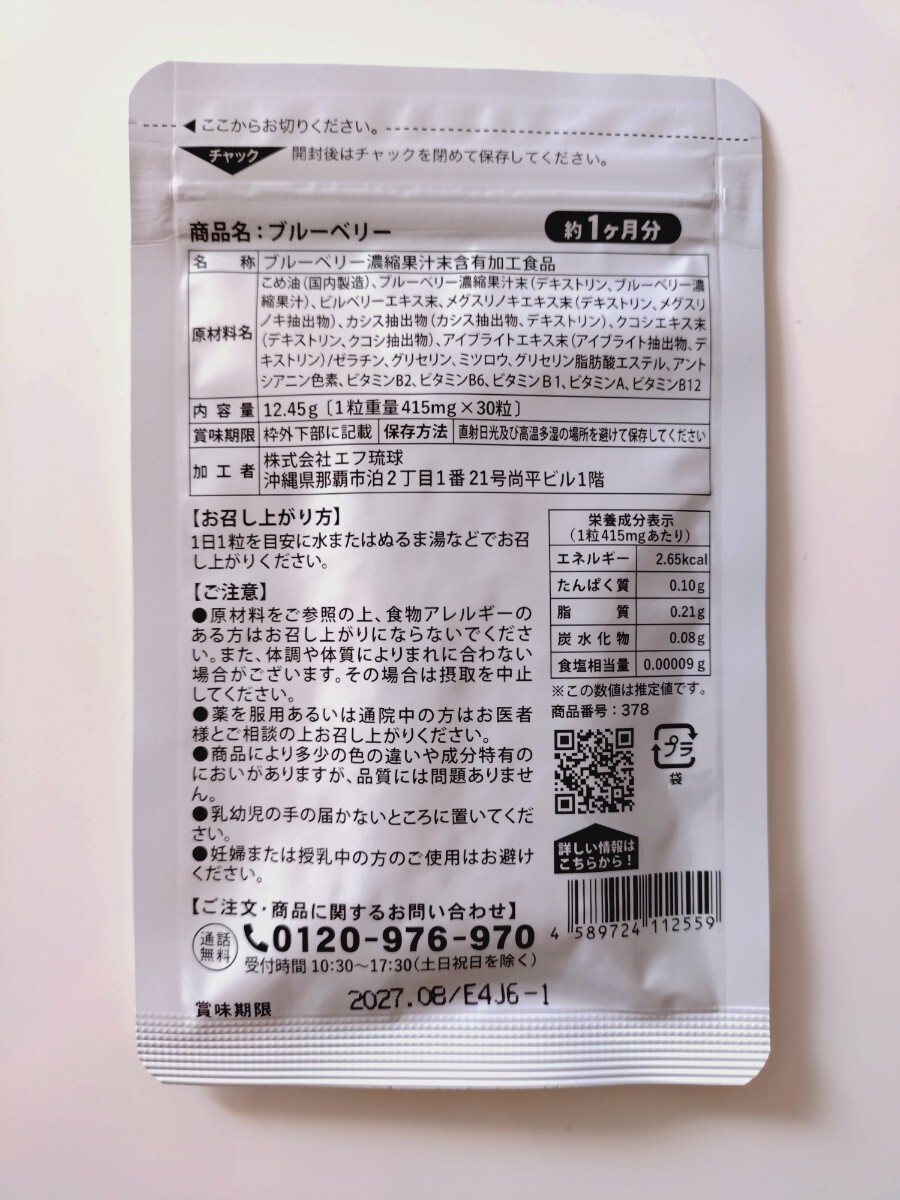 ◀ここからお切りください。
チャック 開封後はチャックを閉めて保存してください。
商品名:ブルーベリー 約1ヶ月分
名称 ブルーベリー濃縮果汁末含有加工食品
原材料名 こめ油(国内製造)、ブルーベリー濃縮果汁末(デキストリン、ブルーベリー濃
縮果汁)、ビルベリーエキス末、メグスリノキエキス末(デキストリン、メグスリ
ノキ抽出物)、カシス抽出物(カシス抽出物、デキストリン)、クコシエキス末
(デキストリン、クコシ抽出物)、アイブライトエキス末(アイブライト抽出物、デ
キストリン)/ゼラチン、グリセリン、ミツロウ、グリセリン脂肪酸エステル、アント
シアニン色素、ビタミンB2、ビタミンB6、ビタミンB1、ビタミンA、ビタミンB12
内容量 12.45g〔1粒重量415mg×30粒〕
賞味期限 枠外下部に記載 保存方法 直射日光及び高温多湿の場所を避けて保存してください
加工者 株式会社エフ琉球
沖縄県那覇市泊2丁目1番21号尚平ビル1階
【お召し上がり方】
1日1粒を目安に水またはぬるま湯などでお召
し上がりください。
【ご注意】
●原材料をご参照の上、食物アレルギーの
ある方はお召し上がりにならないでくださ
い。また、体調や体質によりまれに合わない
場合がございます。その場合は摂取を中止
してください。
●薬を服用あるいは通院中の方はお医者
様とご相談の上お召し上がりください。
●商品により多少の色の違いや成分特有の
においがありますが、品質には問題ありませ
ん。
●乳幼児の手の届かないところに置いてくだ
さい。
●妊婦または授乳中の方のご使用はお避け
ください。
栄養成分表示
(1粒415mgあたり)
エネルギー 2.65kcal
たんぱく質 0.10g
脂質 0.21g
炭水化物 0.08g
食塩相当量 0.00009g
※この数値は推定値です。
商品番号:378
プラ
袋
詳しい情報は
こちらから!
4 589724 112559
【ご注文・商品に関するお問い合わせ】
通話
無料
0120-976-970
受付時間 10:30〜17:30(土日祝日を除く)
賞味期限 2027.08/E4J6-1